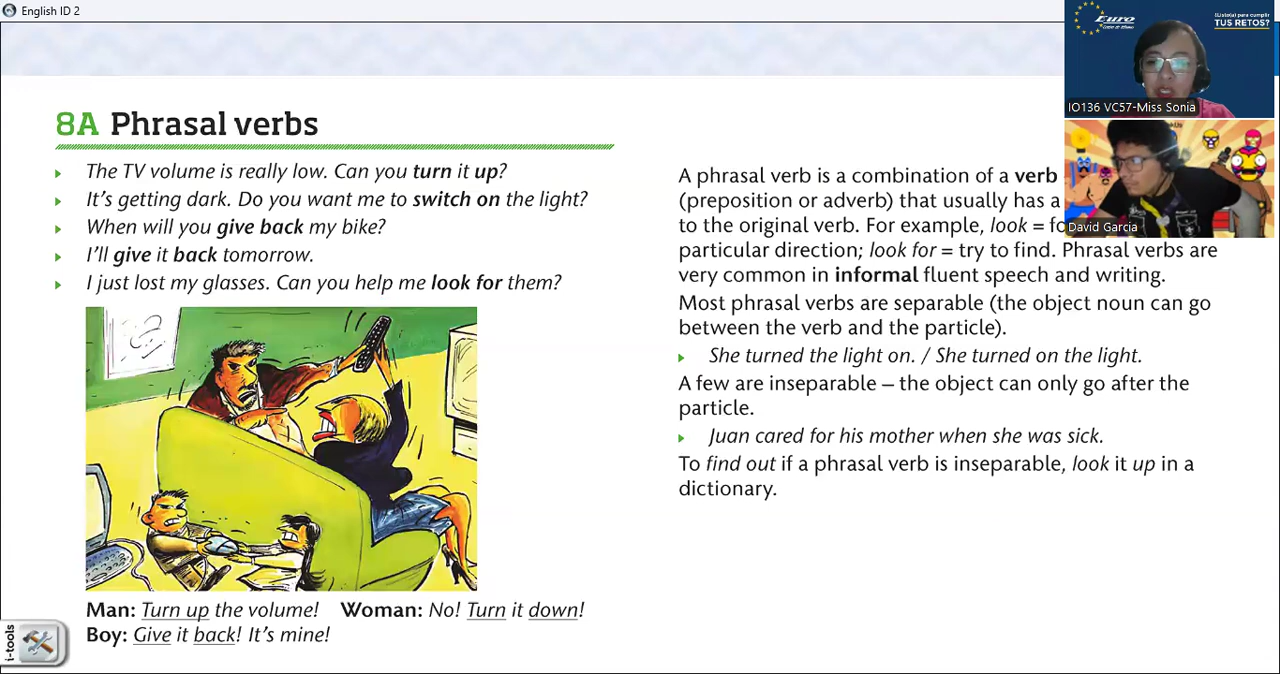 English ID 2
Euro
¿Listo(a) para cumplir
TUS RETOS?
IO136 VC57-Miss Sonia
David Garcia
8A Phrasal verbs
The TV volume is really low. Can you turn it up?
It's getting dark. Do you want me to switch on the light?
When will you give back my bike?
I'll give it back tomorrow.
I just lost my glasses. Can you help me look for them?
Man: Turn up the volume! Woman: No! Turn it down!
Boy: Give it back! It's mine!
i-tools
A phrasal verb is a combination of a verb
(preposition or adverb) that usually has a
to the original verb. For example, look =
particular direction; look for = try to find. Phrasal verbs are
very common in informal fluent speech and writing.
Most phrasal verbs are separable (the object noun can go
between the verb and the particle).
She turned the light on. / She turned on the light.
A few are inseparable – the object can only go after the
particle.
Juan cared for his mother when she was sick.
To find out if a phrasal verb is inseparable, look it up in a
dictionary.